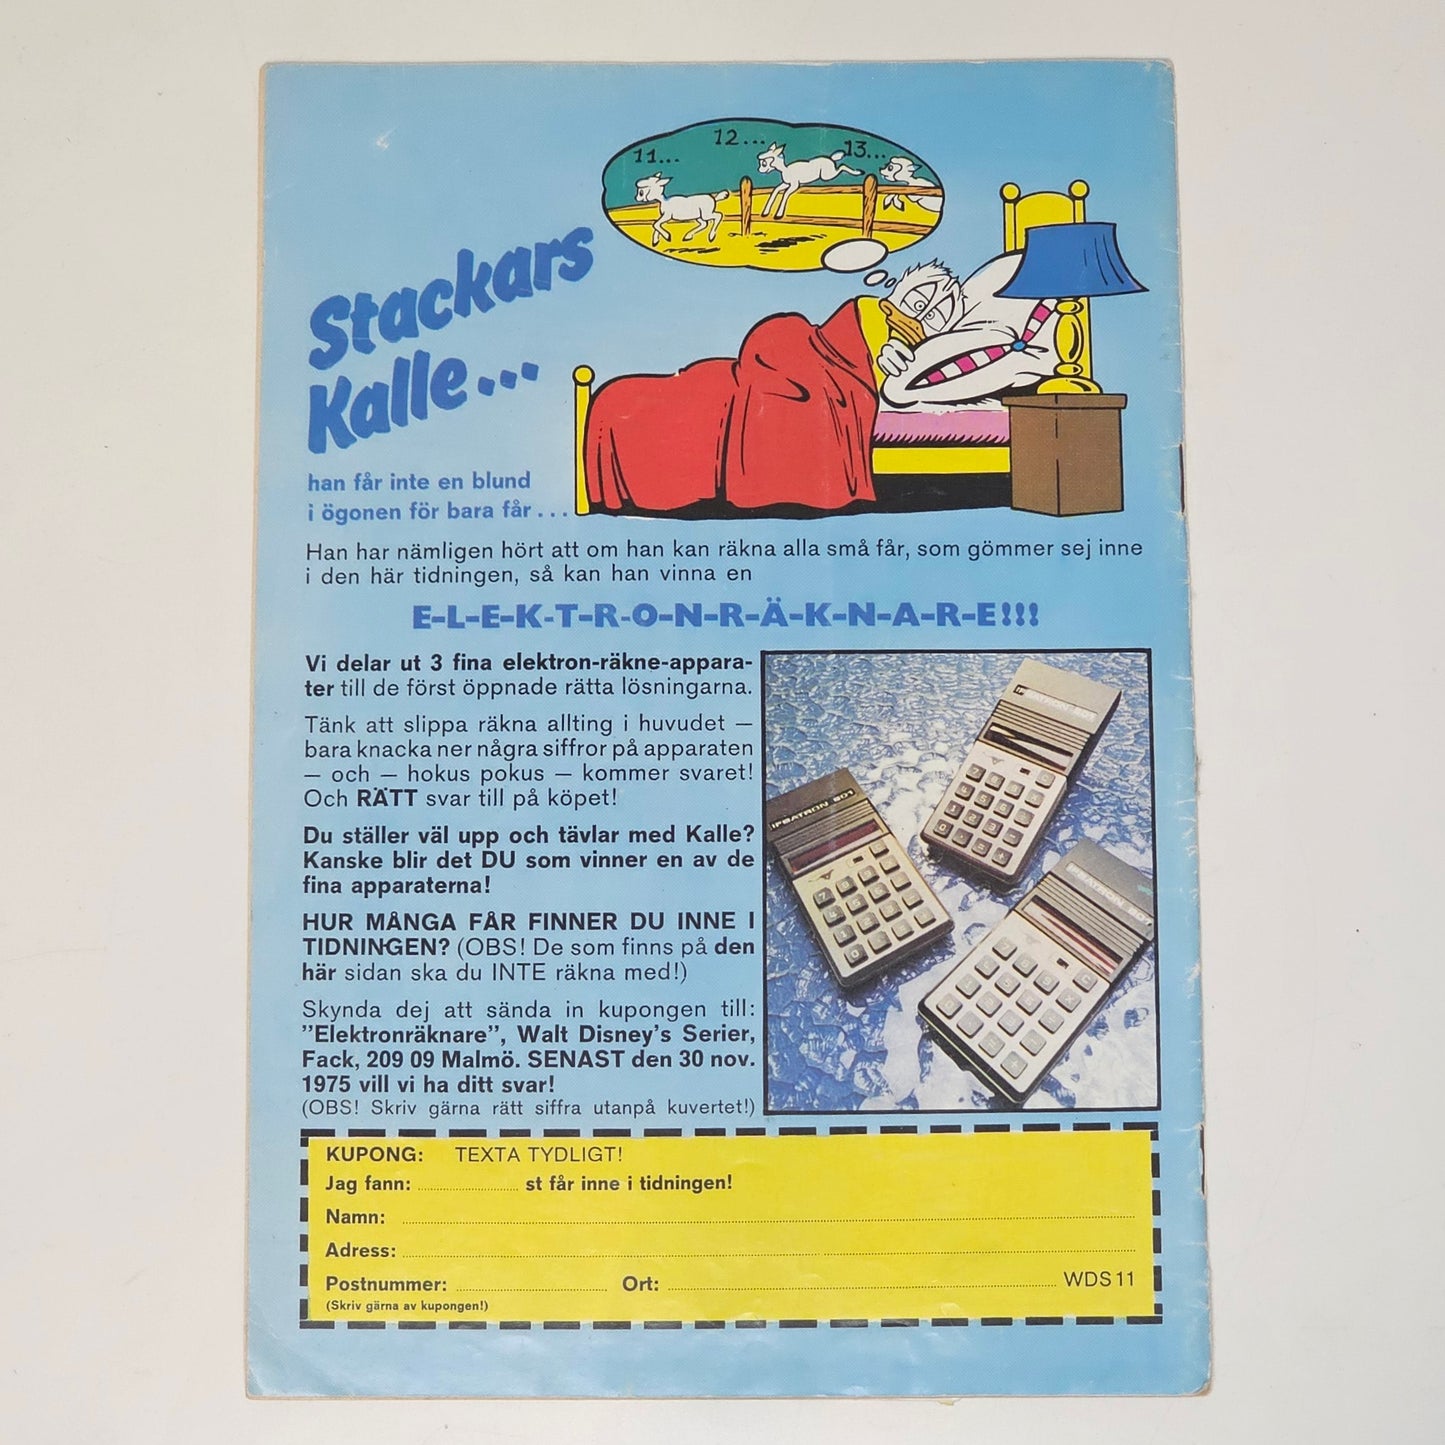 11...
12...
13...
Stackars
Kalle...
han får inte en blund
i ögonen för bara får...
Han har nämligen hört att om han kan räkna alla små får, som gömmer sej inne
i den här tidningen, så kan han vinna en
E-L-E-K-T-R-O-N-R-Ä-K-N-A-R-E!!!
Vi delar ut 3 fina elektron-räkne-appara-
ter till de först öppnade rätta lösningarna.
Tänk att slippa räkna allting i huvudet —
bara knacka ner några siffror på apparaten
— och — hokus pokus — kommer svaret!
Och RÄTT svar till på köpet!
Du ställer väl upp och tävlar med Kalle?
Kanske blir det DU som vinner en av de
fina apparaterna!
HUR MÅNGA FÅR FINNER DU INNE I
TIDNINGEN? (OBS! De som finns på den
här sidan ska du INTE räkna med!)
Skynda dej att sända in kupongen till:
"Elektronräknare", Walt Disney's Serier,
Fack, 209 09 Malmö. SENAST den 30 nov.
1975 vill vi ha ditt svar!
(OBS! Skriv gärna rätt siffra utanpå kuvertet!)
KUPONG: TEXTA TYDLIGT!
Jag fann: st får inne i tidningen!
Namn:
Adress:
Postnummer: Ort: WDS 11
(Skriv gärna av kupongen!)